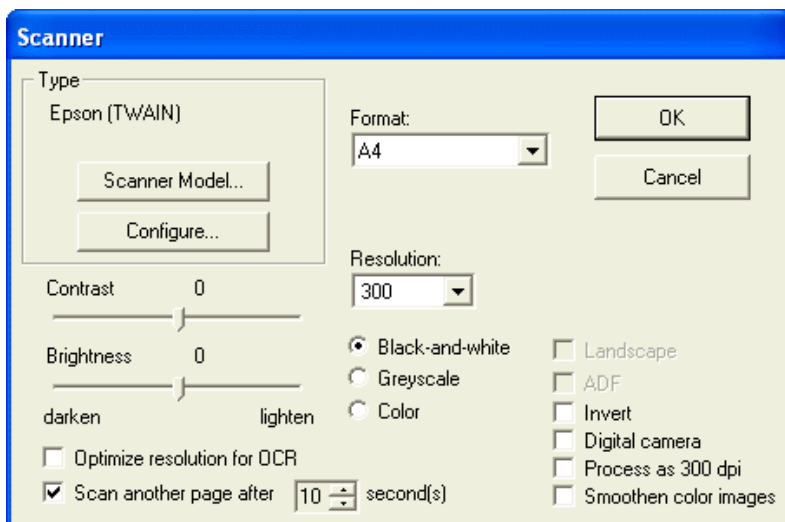 Scanner
Type
Epson (TWAIN)
Scanner Model...
Configure...
Format:
A4
OK
Cancel
Resolution:
300
Contrast 0
Brightness 0
darken lighten
Black-and-white
Greyscale
Color
Landscape
ADF
Invert
Digital camera
Process as 300 dpi
Smoothen color images
Optimize resolution for OCR
Scan another page after 10 second(s)